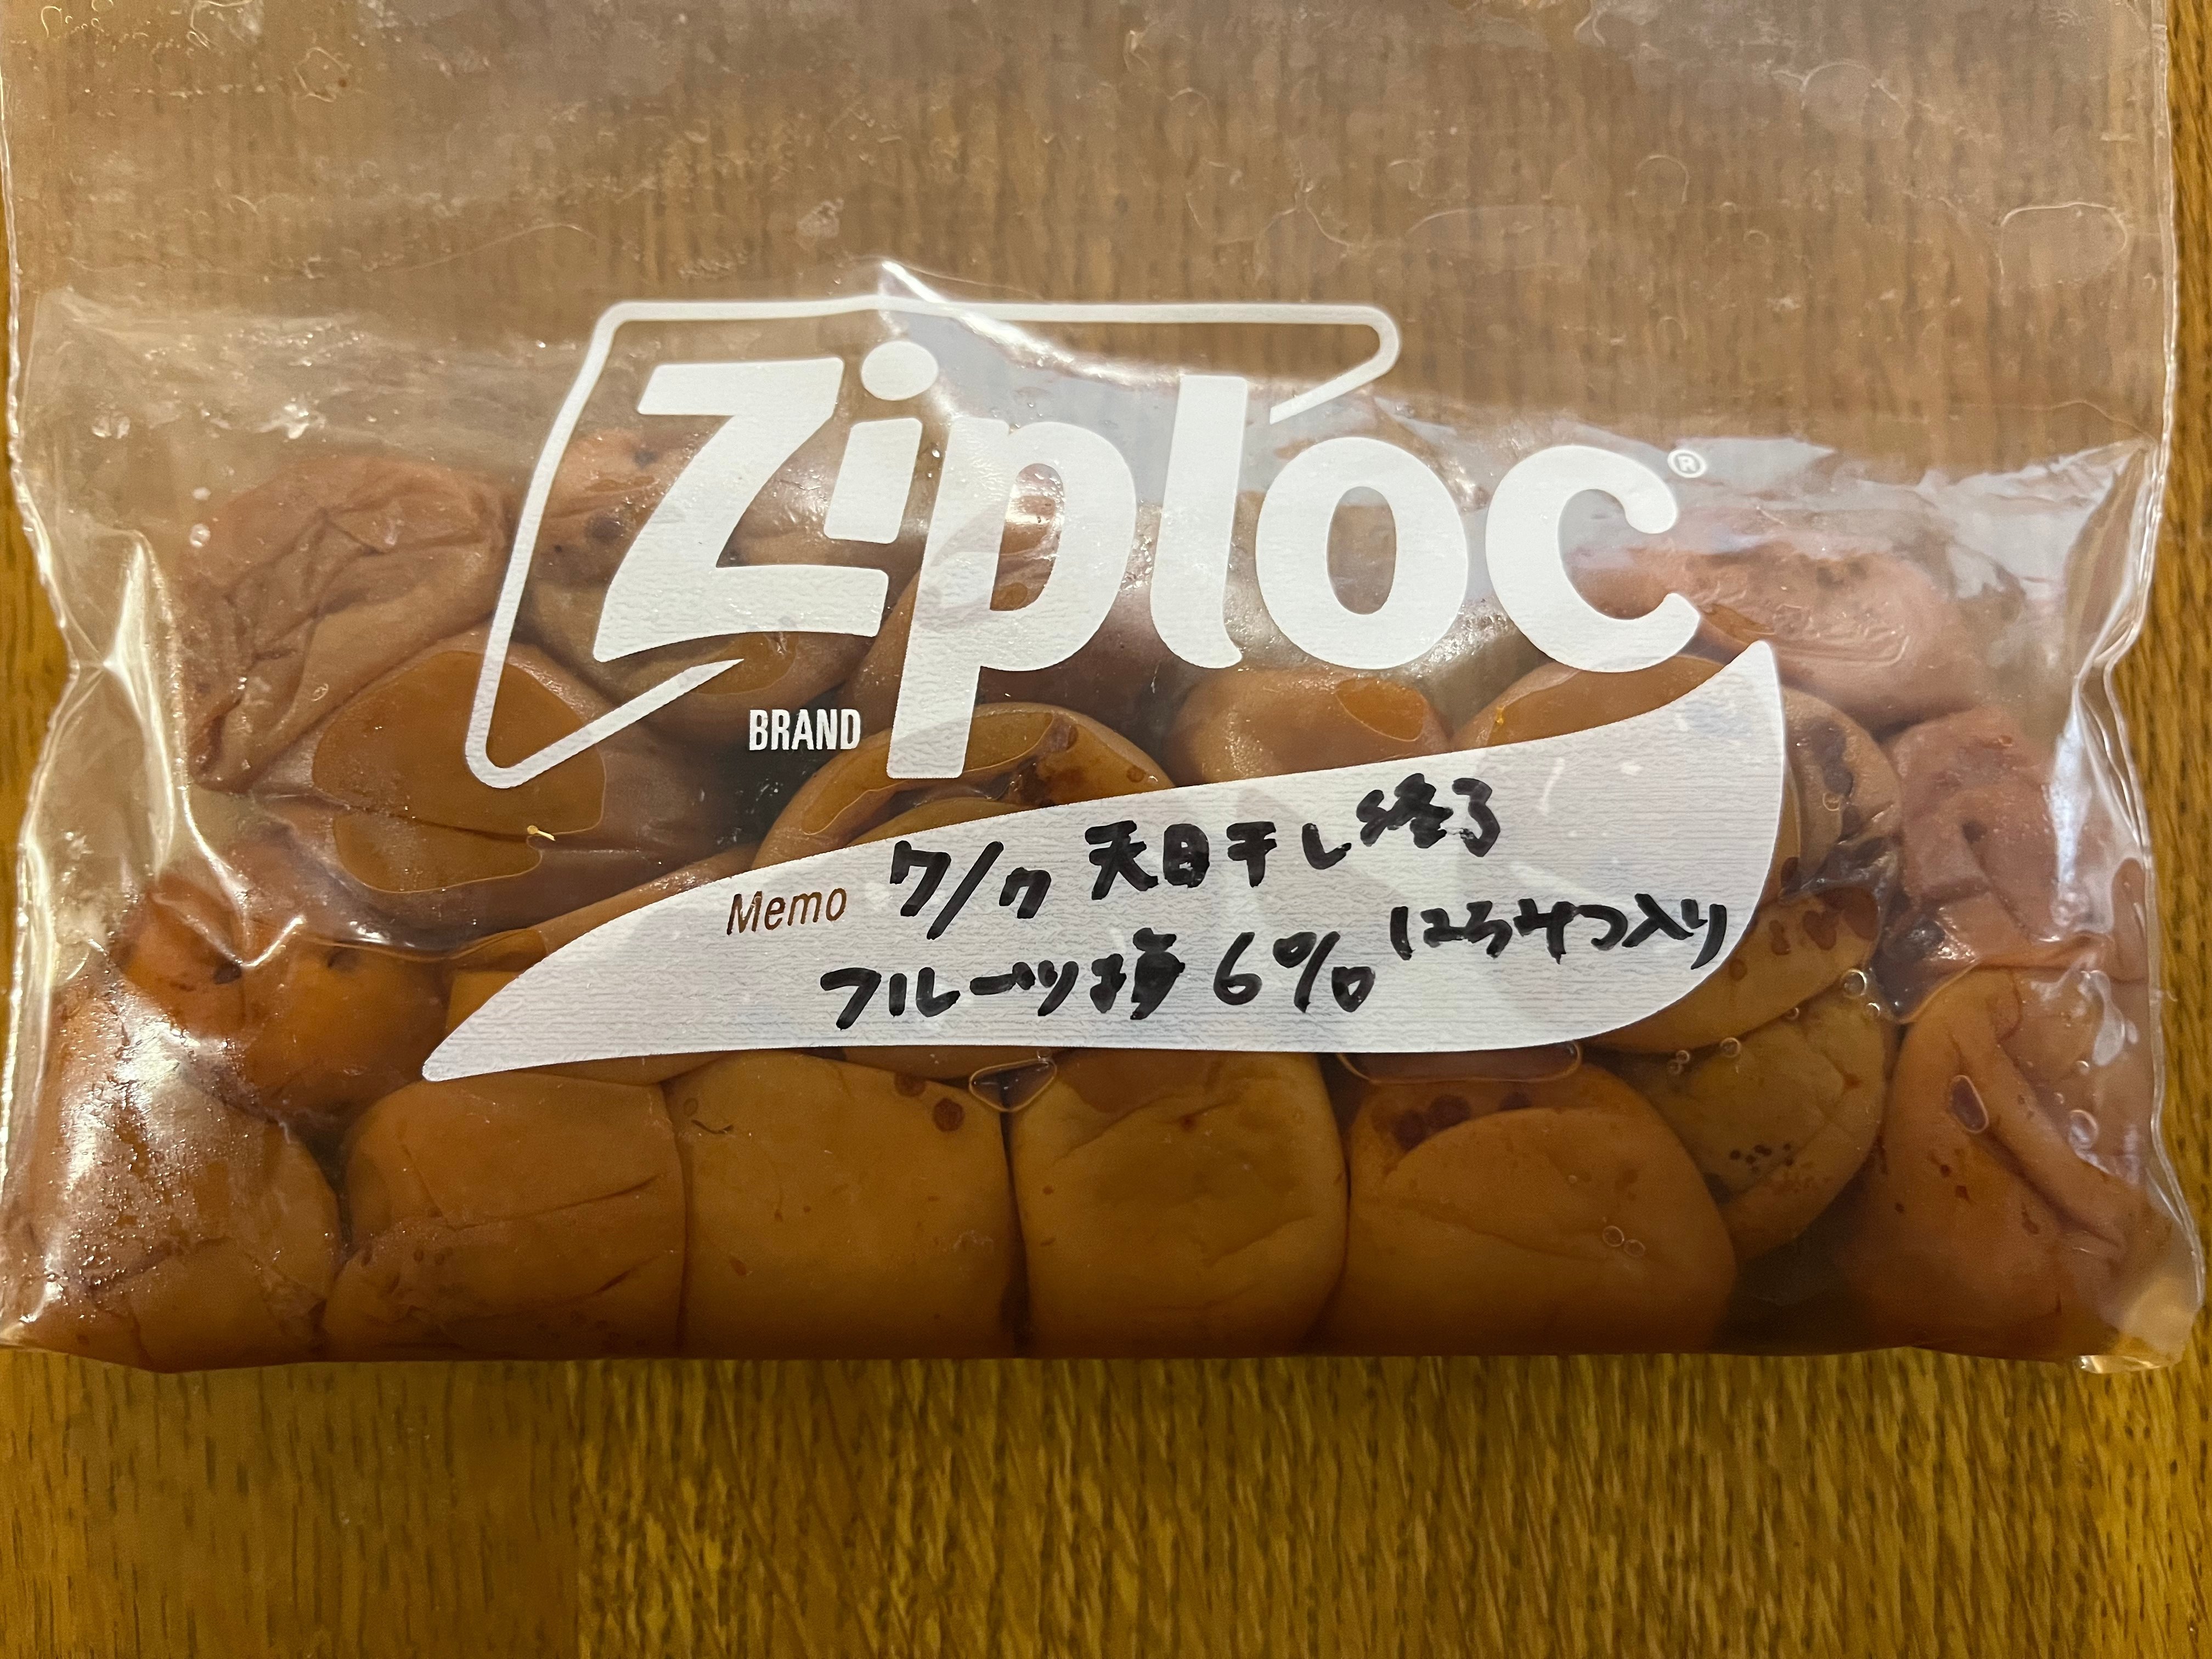 Ziploc®
BRAND
Memo 7/7 天日干し終了
フルーツ梅 6% はちみつ入り